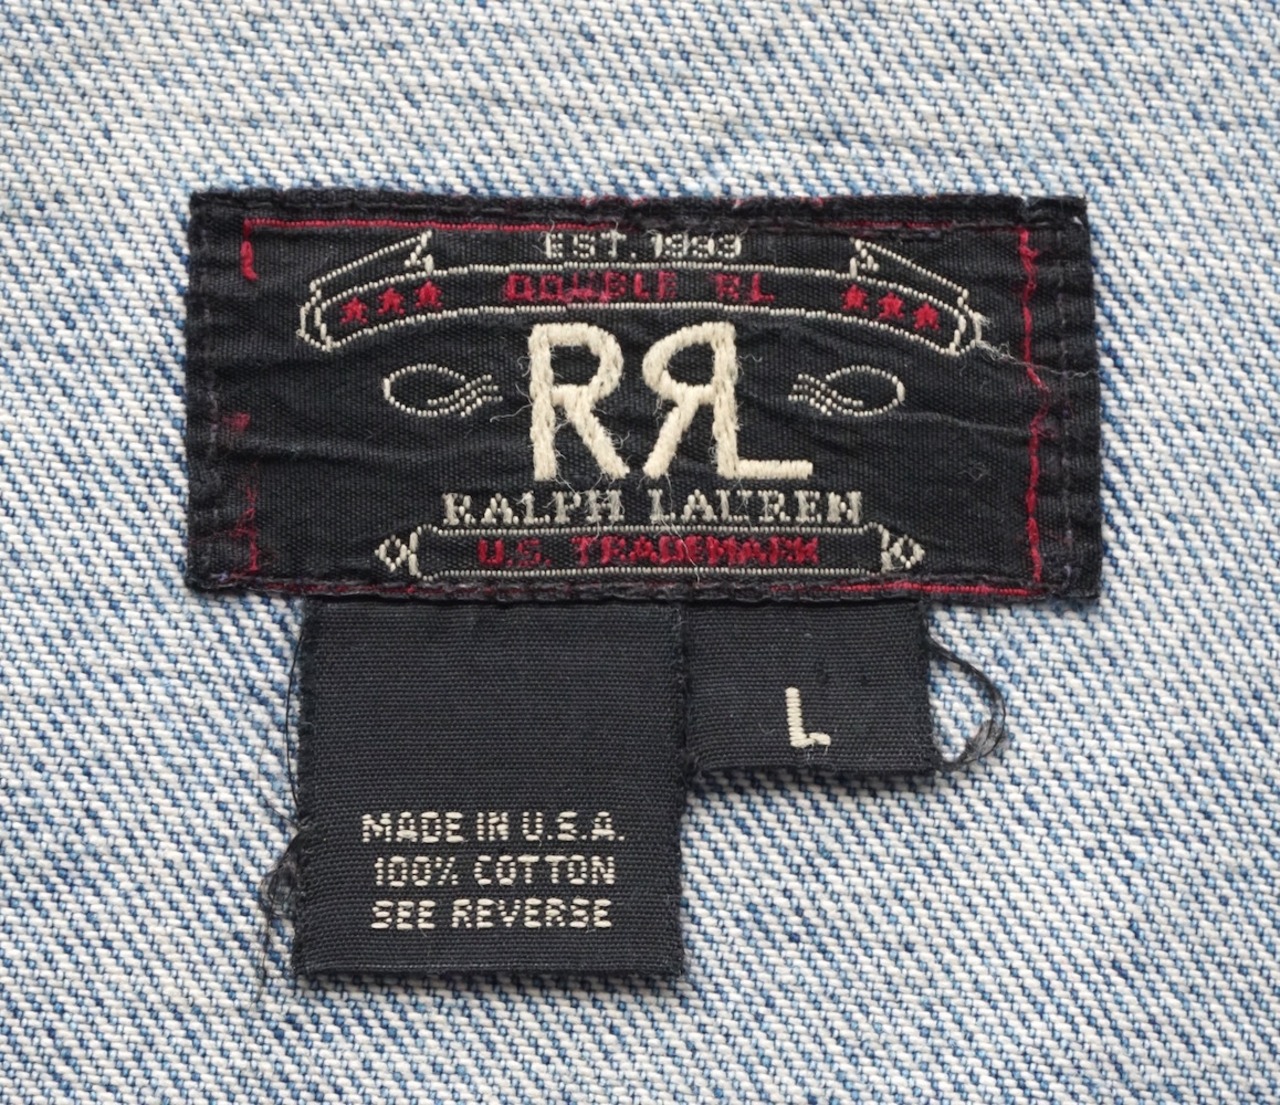 EST. 1993
DOUBLE RL
RRL
RALPH LAUREN
U.S. TRADEMARK
L
MADE IN U.S.A.
100% COTTON
SEE REVERSE